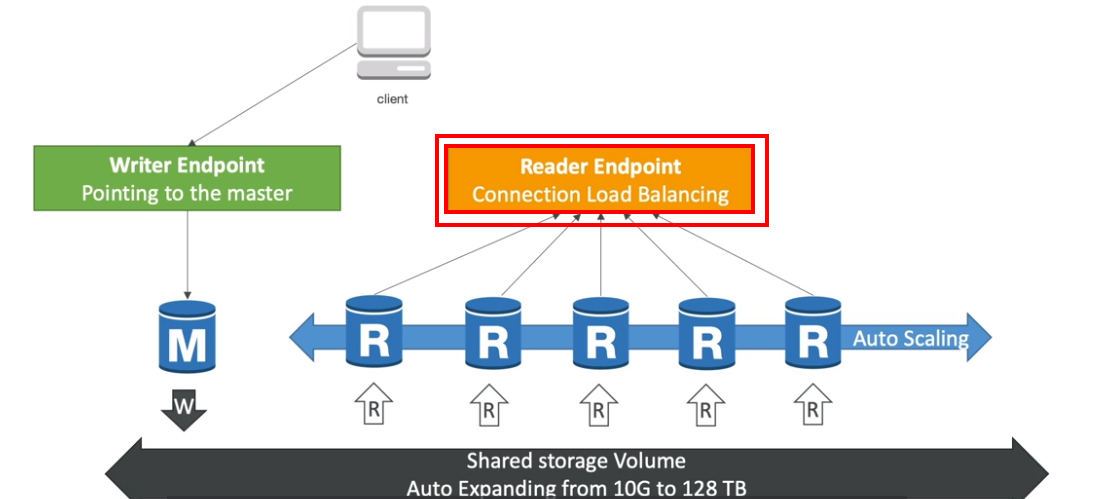 client
Writer Endpoint
Pointing to the master
Reader Endpoint
Connection Load Balancing
M
R
R
R
R
R
Auto Scaling
W
R
R
R
R
R
Shared storage Volume
Auto Expanding from 10G to 128 TB